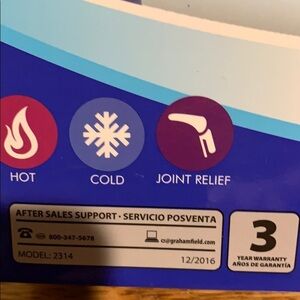 HOT COLD JOINT RELIEF
AFTER SALES SUPPORT · SERVICIO POSVENTA
800-347-5678 cs@grahamfield.com
MODEL: 2314 12/2016
3
YEAR WARRANTY
AÑOS DE GARANTÍA